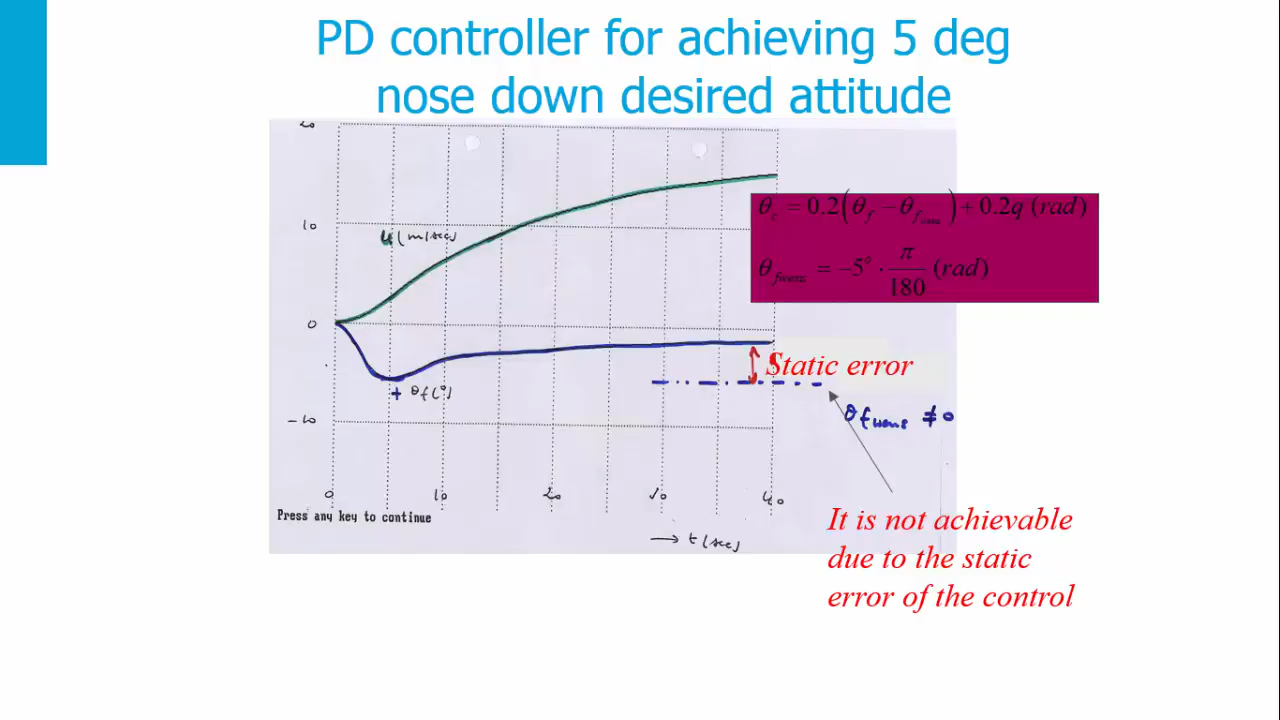 PD controller for achieving 5 deg
nose down desired attitude
20
10
u (m/sec)
θc = 0.2(θf − θfwens) + 0.2q (rad)
θfwens = −5° · π/180 (rad)
0
Static error
+ θf(°)
θfwens ≠ 0
−10
0 10 20 30 40
Press any key to continue
→ t (sec)
It is not achievable
due to the static
error of the control